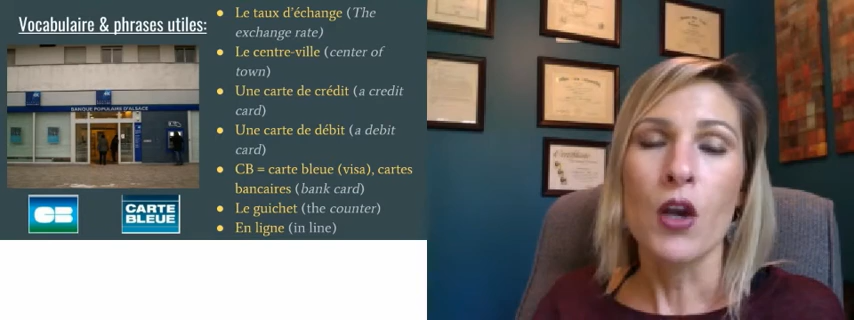 Vocabulaire & phrases utiles:
● Le taux d'échange (The
exchange rate)
● Le centre-ville (center of
town)
● Une carte de crédit (a credit
card)
● Une carte de débit (a debit
card)
● CB = carte bleue (visa), cartes
bancaires (bank card)
● Le guichet (the counter)
● En ligne (in line)
BANQUE POPULAIRE D'ALSACE
CB
CARTE
BLEUE